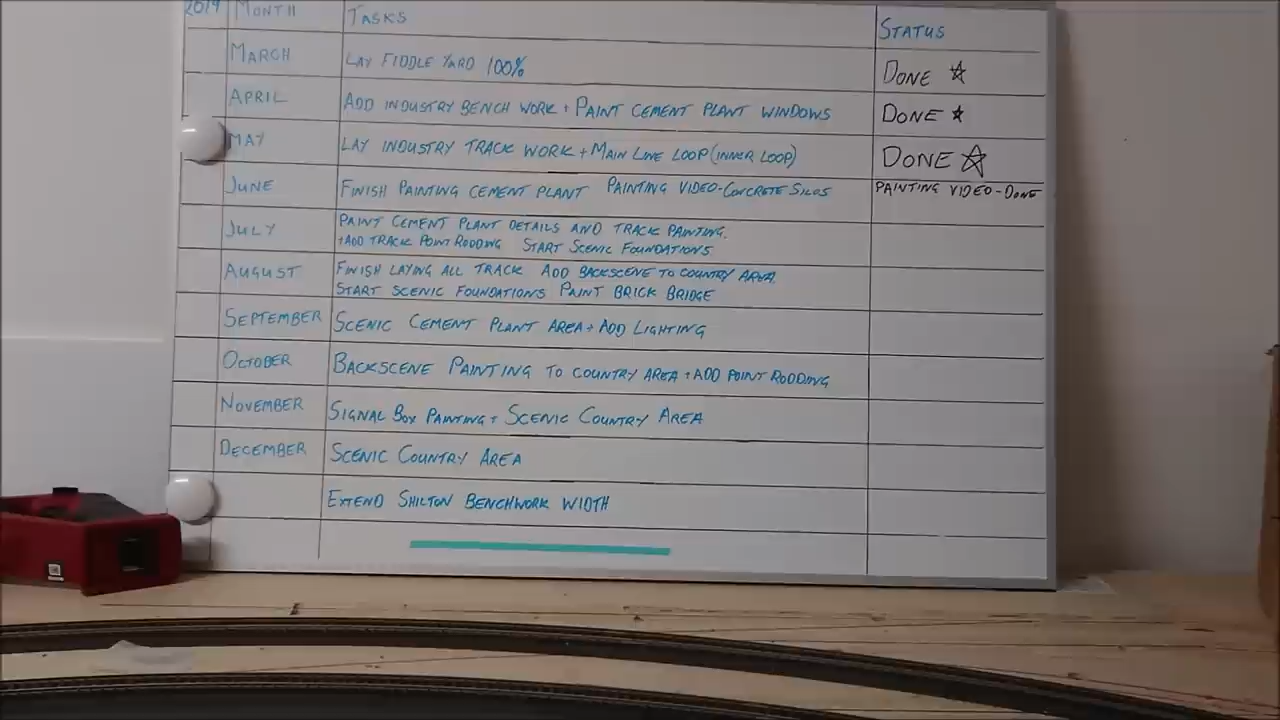 2019 MONTH TASKS STATUS
MARCH LAY FIDDLE YARD 100% DONE
APRIL ADD INDUSTRY BENCH WORK + PAINT CEMENT PLANT WINDOWS DONE
MAY LAY INDUSTRY TRACK WORK + MAIN LINE LOOP (INNER LOOP) DONE
JUNE FINISH PAINTING CEMENT PLANT PAINTING VIDEO-CONCRETE SILOS PAINTING VIDEO-DONE
JULY PAINT CEMENT PLANT DETAILS AND TRACK PAINTING.
+ADD TRACK POINT RODDING START SCENIC FOUNDATIONS
AUGUST FINISH LAYING ALL TRACK ADD BACKSCENE TO COUNTRY AREA.
START SCENIC FOUNDATIONS PAINT BRICK BRIDGE
SEPTEMBER SCENIC CEMENT PLANT AREA + ADD LIGHTING
OCTOBER BACKSCENE PAINTING TO COUNTRY AREA + ADD POINT RODDING
NOVEMBER SIGNAL BOX PAINTING + SCENIC COUNTRY AREA
DECEMBER SCENIC COUNTRY AREA
EXTEND SHILTON BENCHWORK WIDTH